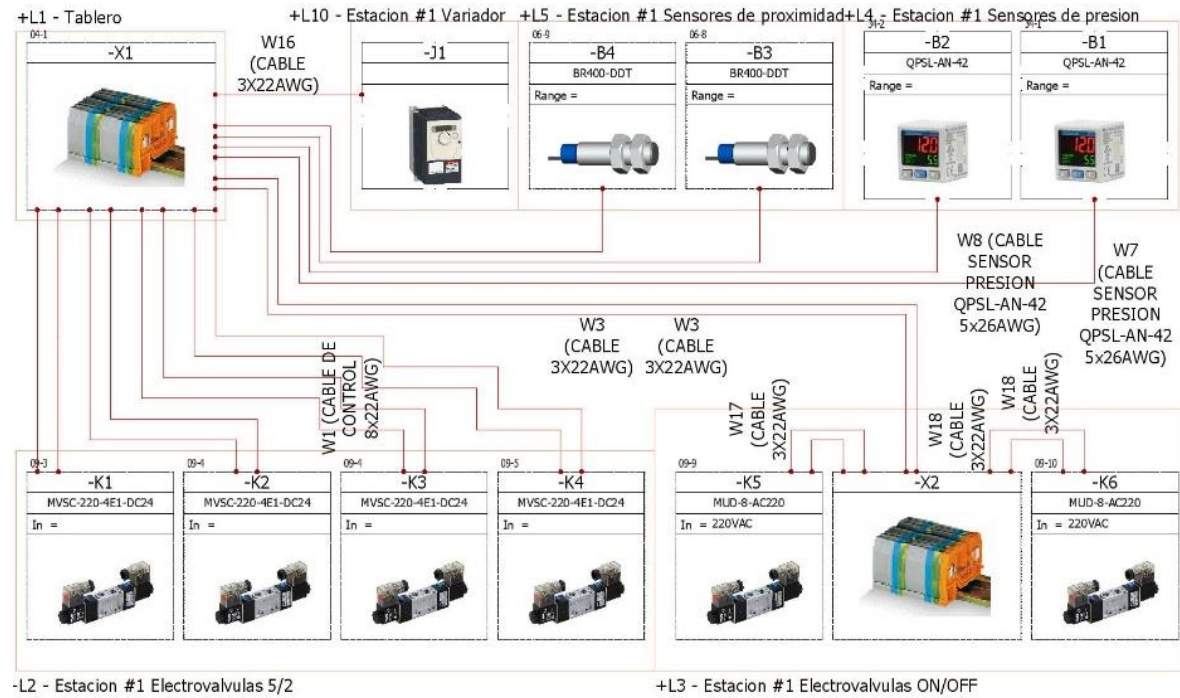 +L1 - Tablero
+L10 - Estacion #1 Variador
+L5 - Estacion #1 Sensores de proximidad
+L4 - Estacion #1 Sensores de presion
04-1
-X1
W16
(CABLE
3X22AWG)
-J1
06-9
-B4
BR400-DDT
Range =
06-8
-B3
BR400-DDT
Range =
34-2
-B2
QPSL-AN-42
Range =
34-1
-B1
QPSL-AN-42
Range =
W8 (CABLE
SENSOR
PRESION
QPSL-AN-42
5x26AWG)
W7
(CABLE
SENSOR
PRESION
QPSL-AN-42
5x26AWG)
W3
(CABLE
3X22AWG)
W3
(CABLE
3X22AWG)
W1 (CABLE DE
CONTROL
8x22AWG)
W17
(CABLE
3X22AWG)
W18
(CABLE
3X22AWG)
W18
(CABLE
3X22AWG)
09-3
-K1
MVSC-220-4E1-DC24
In =
09-4
-K2
MVSC-220-4E1-DC24
In =
09-4
-K3
MVSC-220-4E1-DC24
In =
09-5
-K4
MVSC-220-4E1-DC24
In =
09-9
-K5
MUD-8-AC220
In = 220VAC
-X2
09-10
-K6
MUD-8-AC220
In = 220VAC
-L2 - Estacion #1 Electrovalvulas 5/2
+L3 - Estacion #1 Electrovalvulas ON/OFF